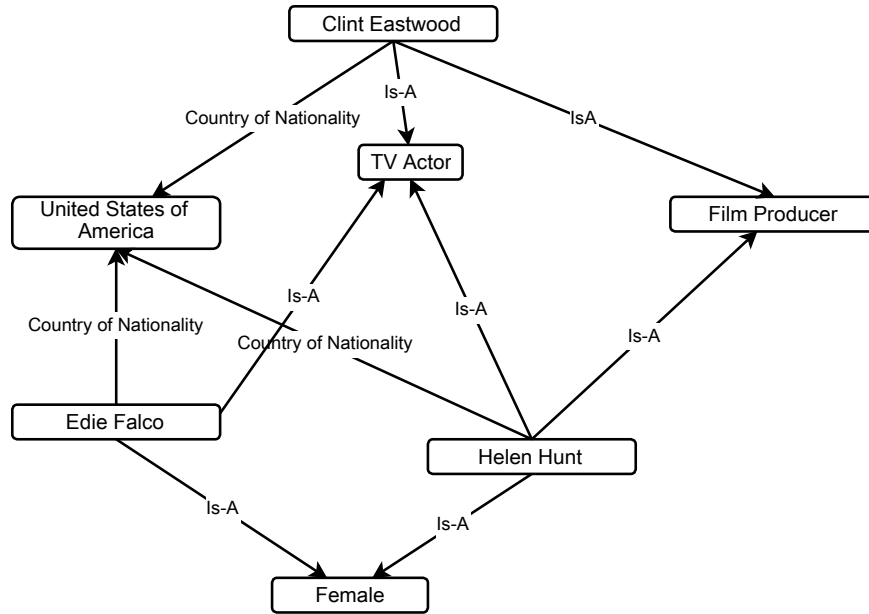 Clint Eastwood
Is-A
Country of Nationality
IsA
TV Actor
United States of
America
Film Producer
Is-A
Is-A
Country of Nationality
Country of Nationality
Is-A
Edie Falco
Helen Hunt
Is-A
Is-A
Female